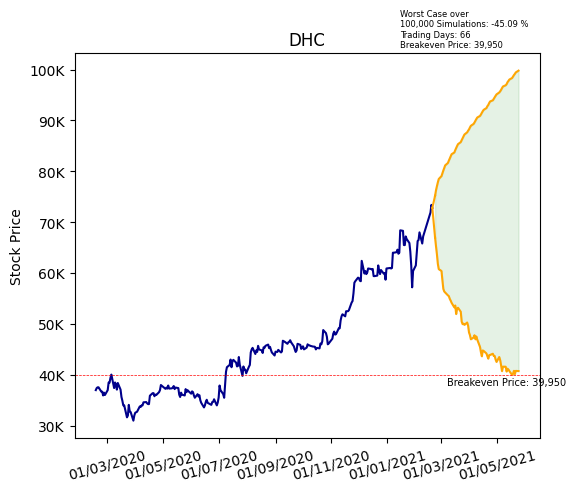 Worst Case over
100,000 Simulations: -45.09 %
Trading Days: 66
Breakeven Price: 39,950
DHC
Stock Price
100K
90K
80K
70K
60K
50K
40K
30K
Breakeven Price: 39,950
01/03/2020
01/05/2020
01/07/2020
01/09/2020
01/11/2020
01/01/2021
01/03/2021
01/05/2021